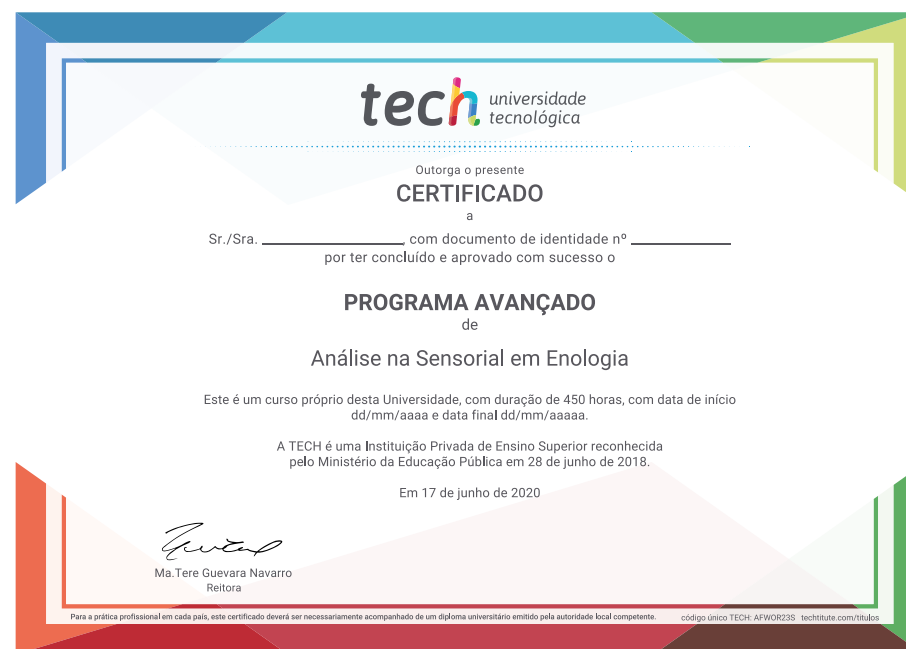 tech universidade
tecnológica
Outorga o presente
CERTIFICADO
a
Sr./Sra. ____________________, com documento de identidade nº ______________
por ter concluído e aprovado com sucesso o
PROGRAMA AVANÇADO
de
Análise na Sensorial em Enologia
Este é um curso próprio desta Universidade, com duração de 450 horas, com data de início
dd/mm/aaaa e data final dd/mm/aaaaa.
A TECH é uma Instituição Privada de Ensino Superior reconhecida
pelo Ministério da Educação Pública em 28 de junho de 2018.
Em 17 de junho de 2020
Ma.Tere Guevara Navarro
Reitora
Para a prática profissional em cada país, este certificado deverá ser necessariamente acompanhado de um diploma universitário emitido pela autoridade local competente. código único TECH: AFWOR23S techtitute.com/titulos